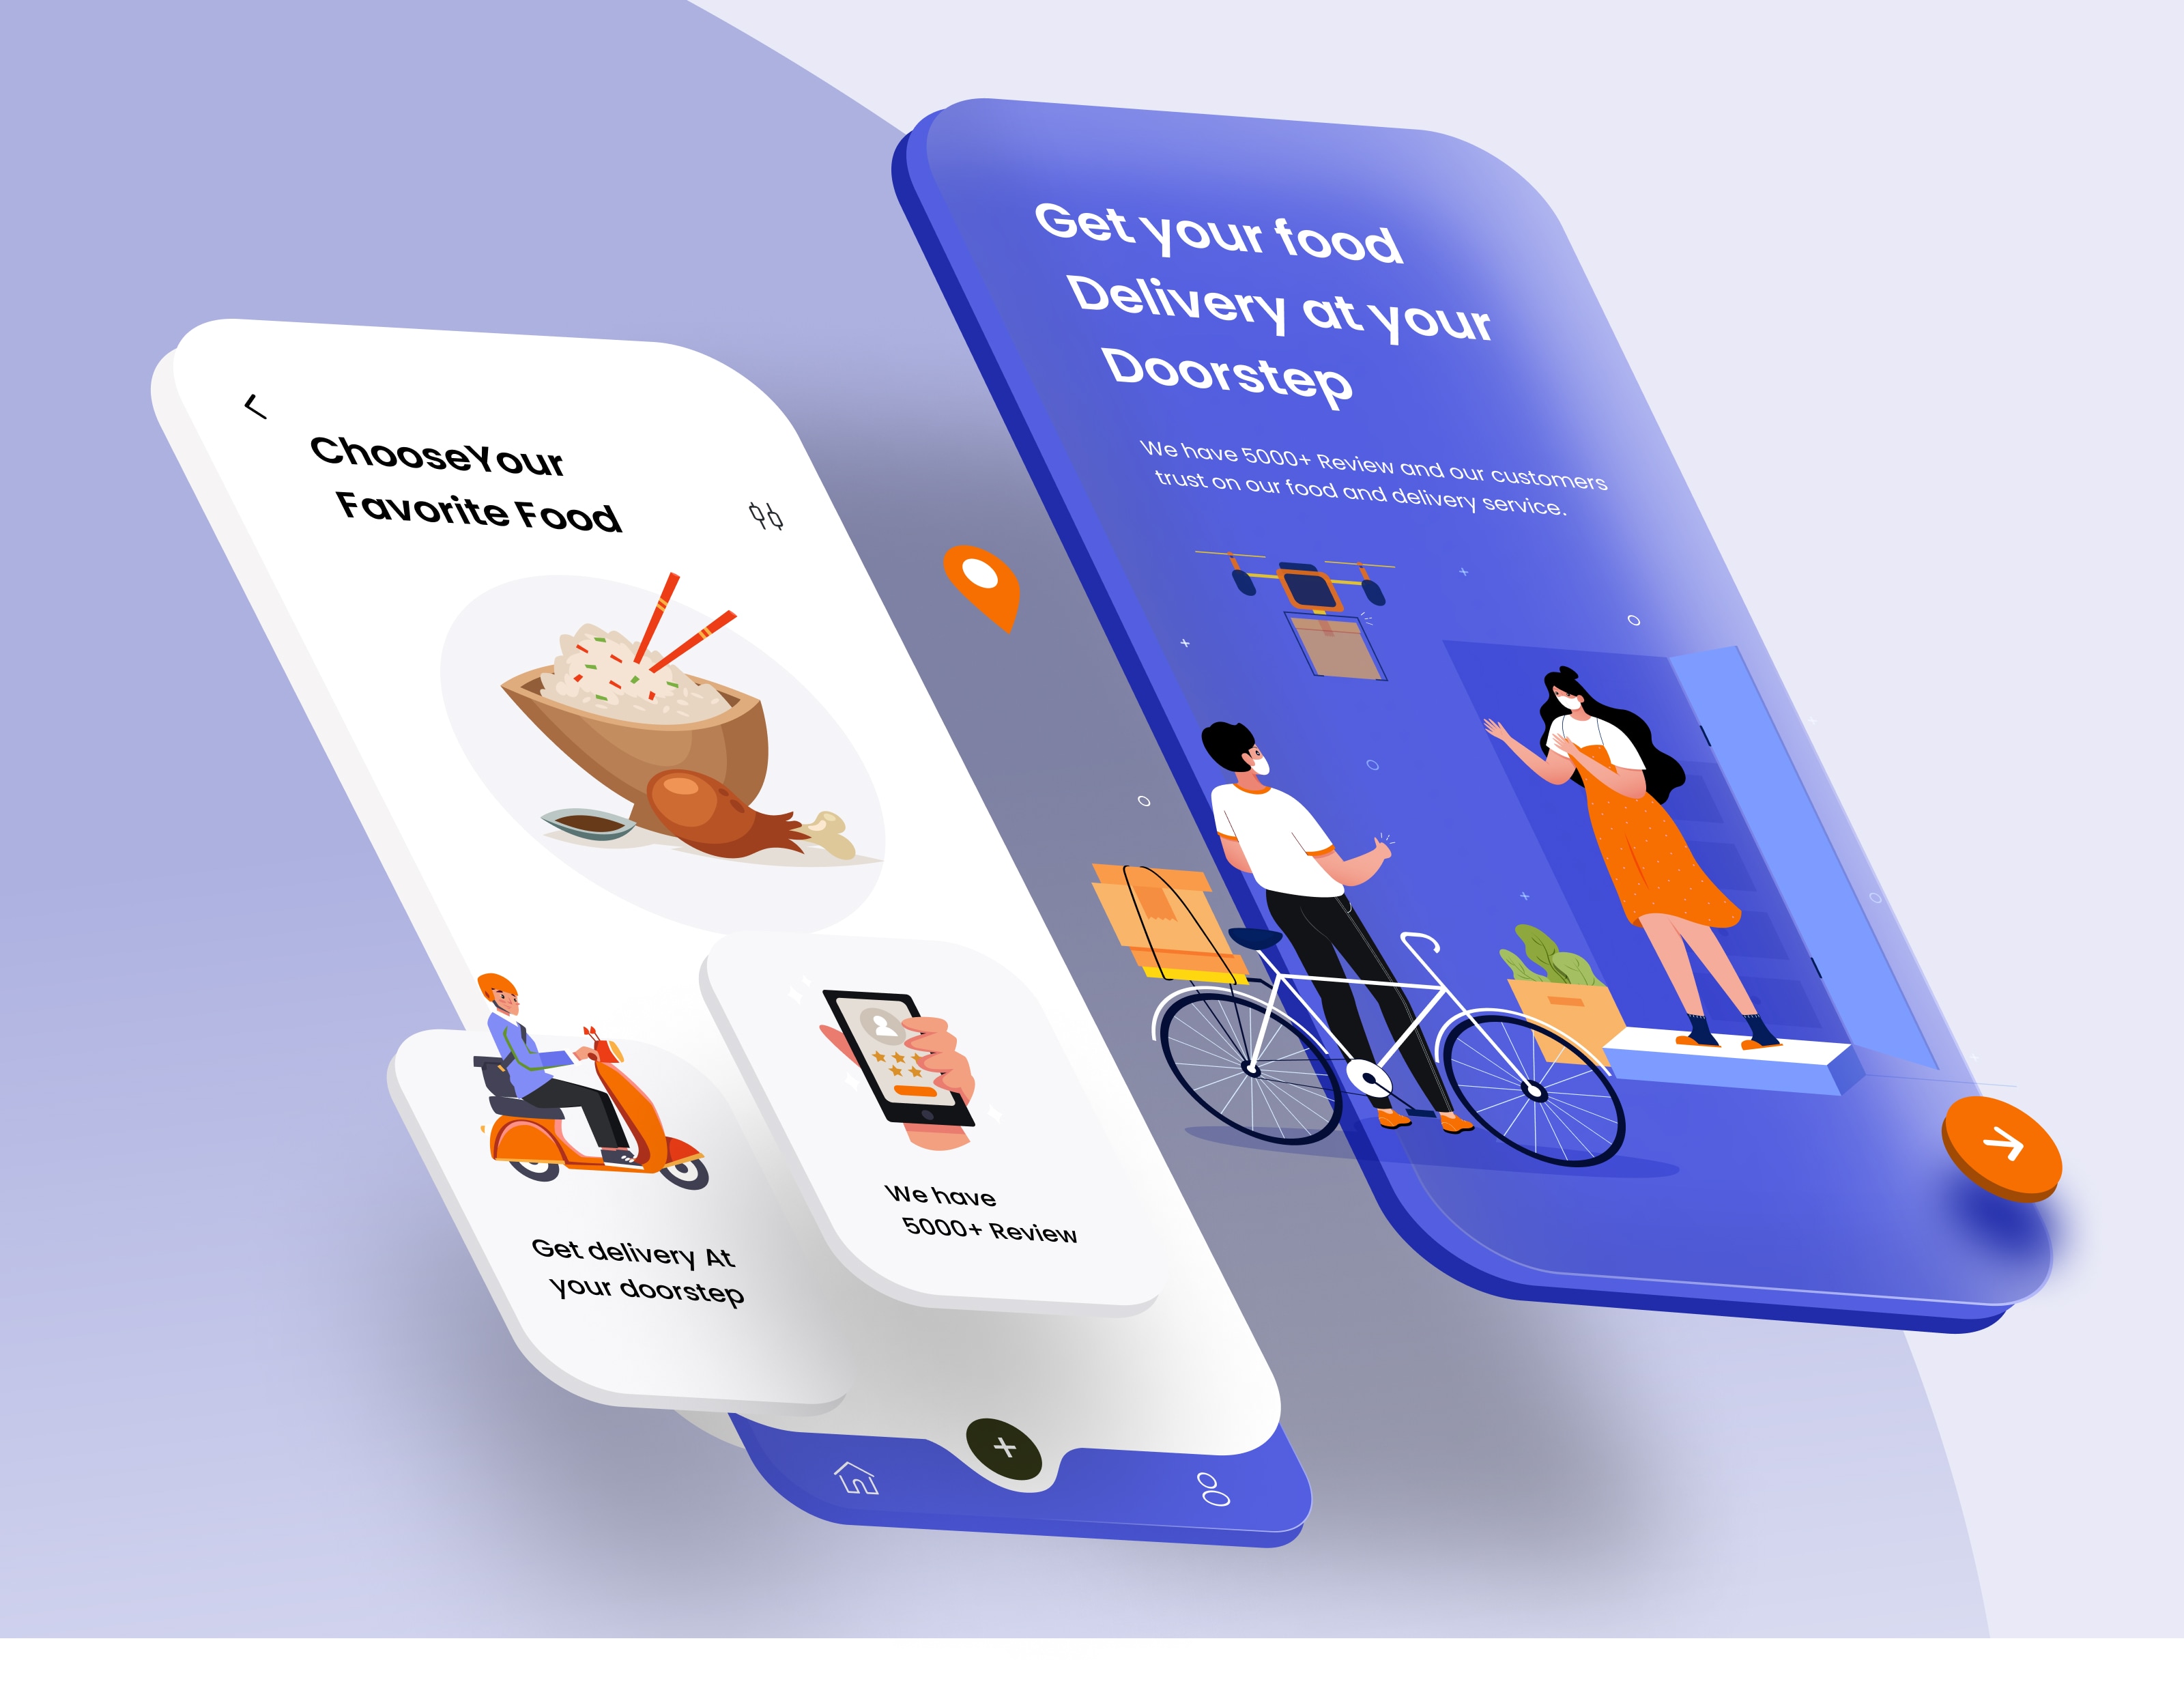 Get your food
Delivery at your
Doorstep
We have 5000+ Review and our customers
trust on our food and delivery service.
ChooseYour
Favorite Food
We have
5000+ Review
Get delivery At
your doorstep